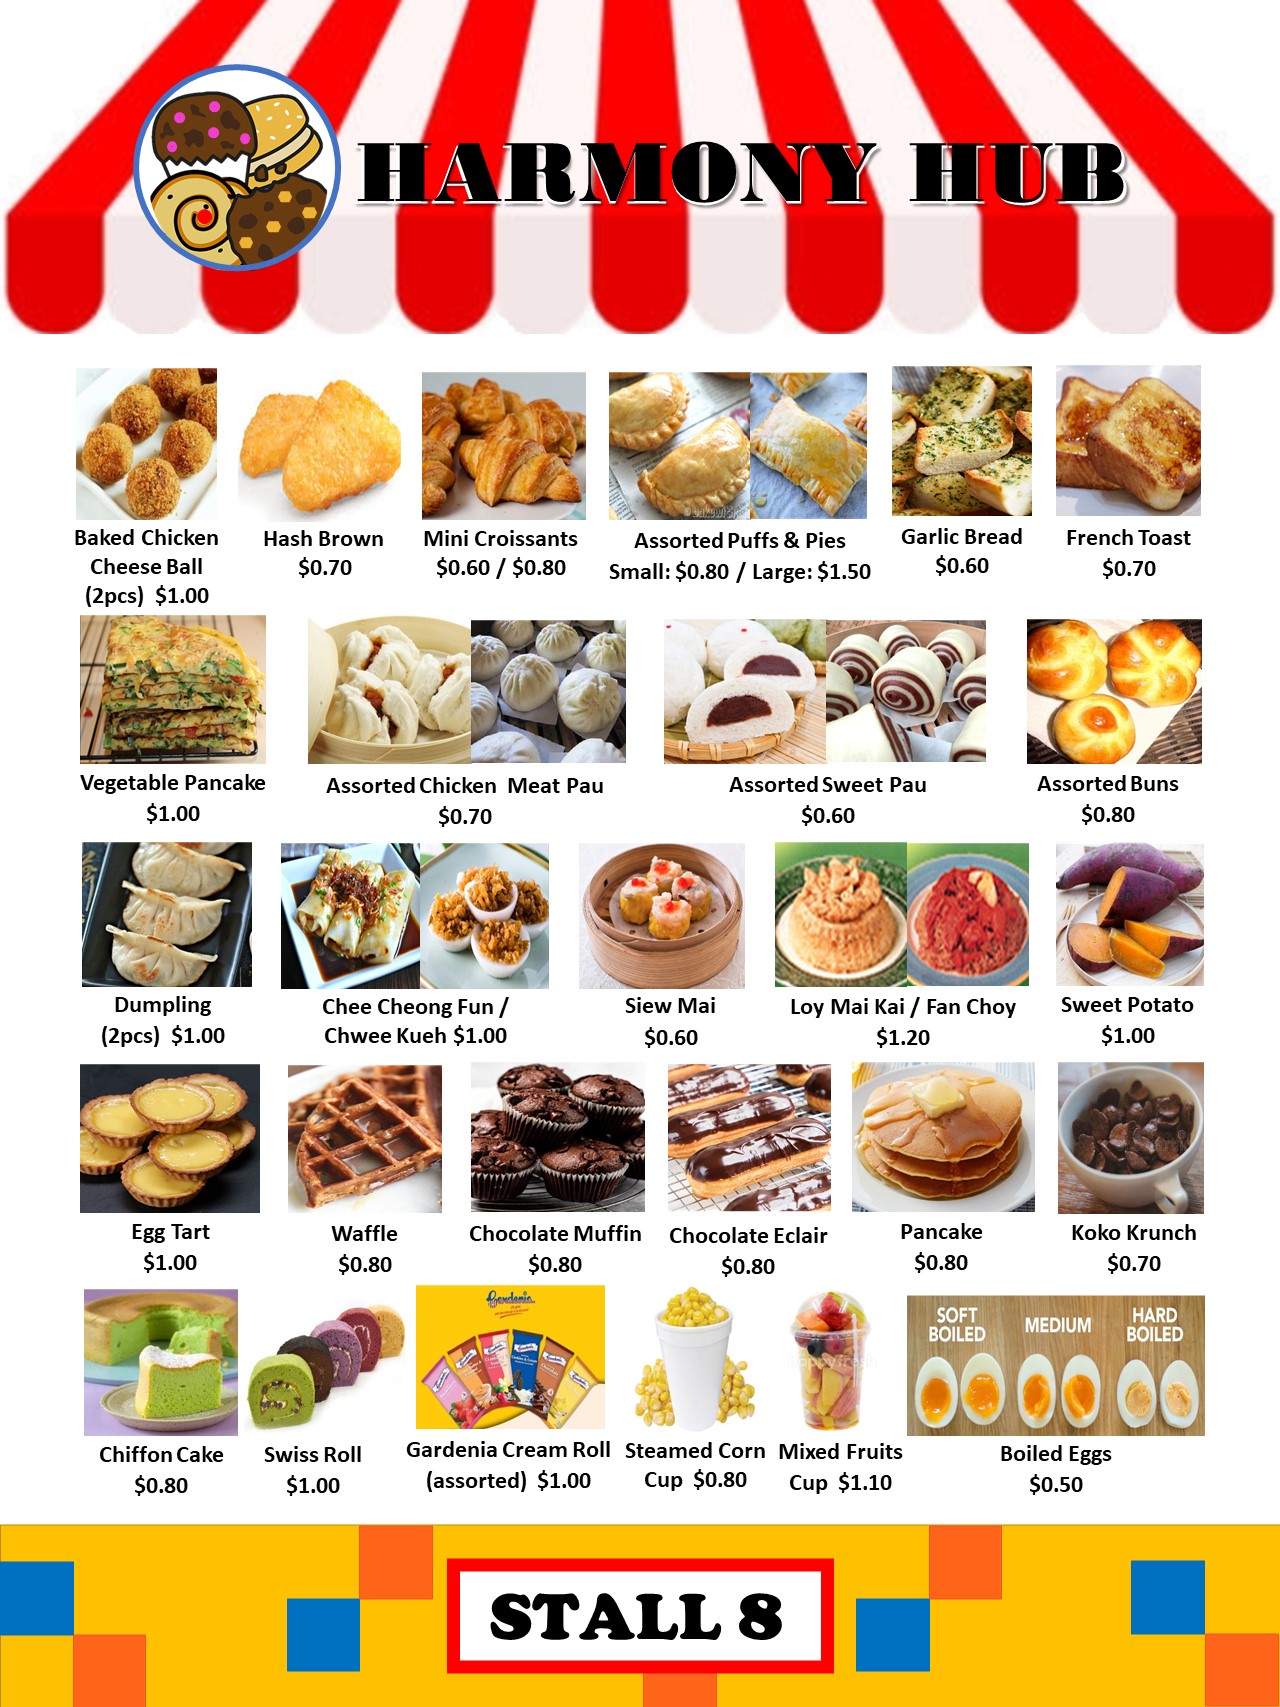 HARMONY HUB
Baked Chicken
Cheese Ball
(2pcs) $1.00
Hash Brown
$0.70
Mini Croissants
$0.60 / $0.80
Assorted Puffs & Pies
Small: $0.80 / Large: $1.50
Garlic Bread
$0.60
French Toast
$0.70
Vegetable Pancake
$1.00
Assorted Chicken Meat Pau
$0.70
Assorted Sweet Pau
$0.60
Assorted Buns
$0.80
Dumpling
(2pcs) $1.00
Chee Cheong Fun /
Chwee Kueh $1.00
Siew Mai
$0.60
Loy Mai Kai / Fan Choy
$1.20
Sweet Potato
$1.00
Egg Tart
$1.00
Waffle
$0.80
Chocolate Muffin
$0.80
Chocolate Eclair
$0.80
Pancake
$0.80
Koko Krunch
$0.70
Chiffon Cake
$0.80
Swiss Roll
$1.00
Gardenia
Gardenia Cream Roll
(assorted) $1.00
Steamed Corn
Cup $0.80
happyfresh
Mixed Fruits
Cup $1.10
SOFT
BOILED
MEDIUM
HARD
BOILED
Boiled Eggs
$0.50
STALL 8